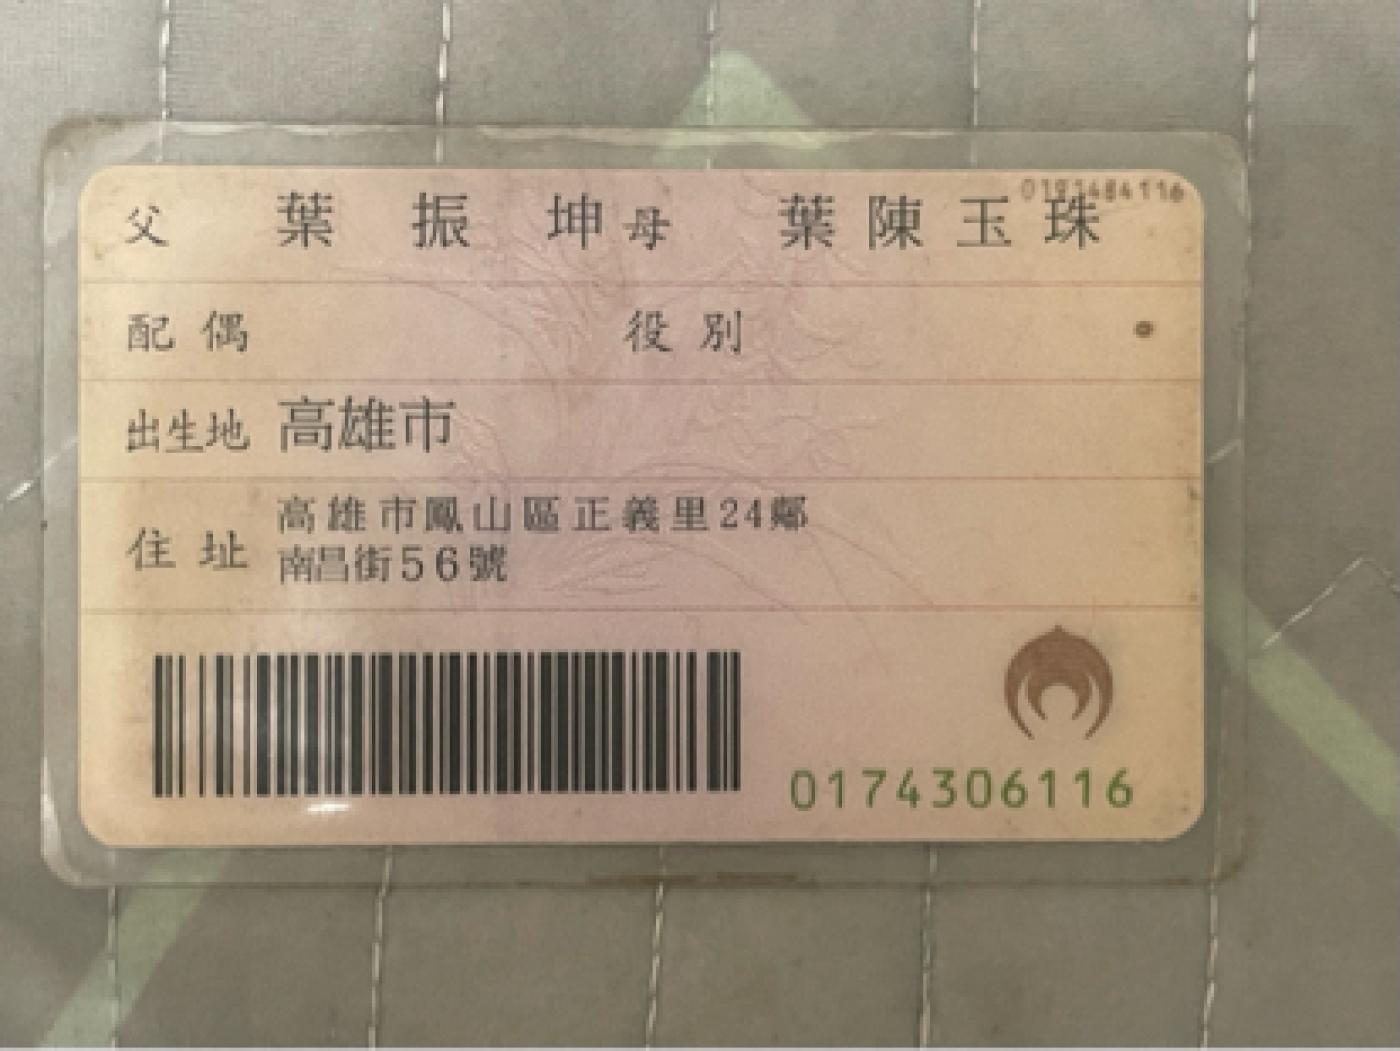 0191484116
父 葉振坤 母 葉陳玉珠
配偶 役別
出生地 高雄市
住址 高雄市鳳山區正義里24鄰
南昌街56號
0174306116